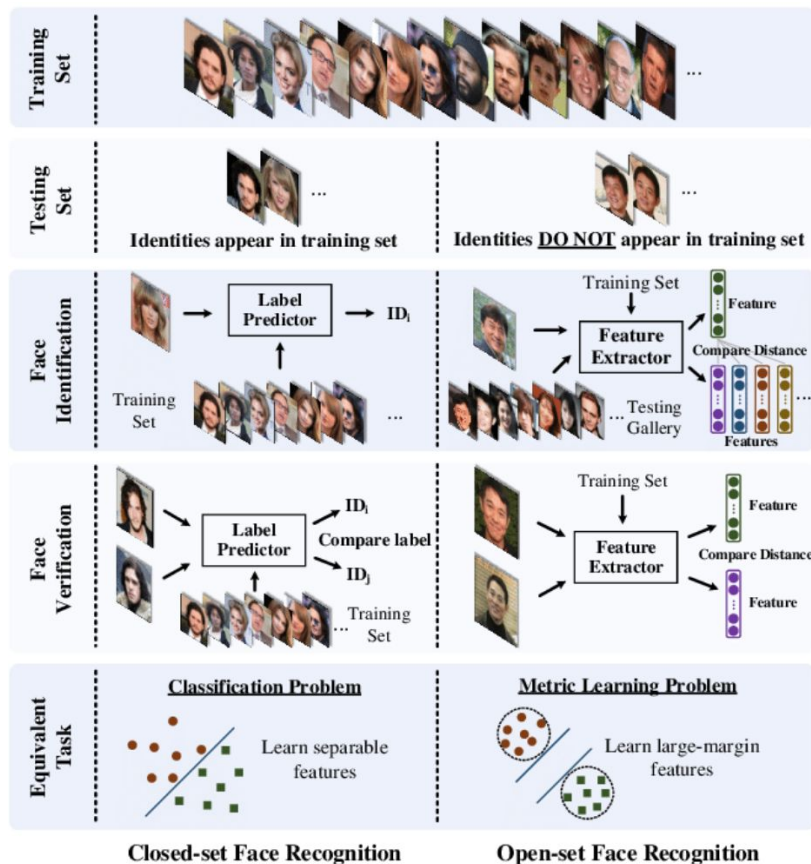 Training
Set
...
Testing
Set
...
Identities appear in training set
...
Identities DO NOT appear in training set
Face
Identification
Label
Predictor
IDi
Training
Set
...
Training Set
Feature
Extractor
Feature
Compare Distance
...
Features
... Testing
Gallery
Face
Verification
Label
Predictor
IDi
Compare label
IDj
... Training
Set
Training Set
Feature
Extractor
Feature
Compare Distance
Feature
Equivalent
Task
Classification Problem
Learn separable
features
Metric Learning Problem
Learn large-margin
features
Closed-set Face Recognition
Open-set Face Recognition